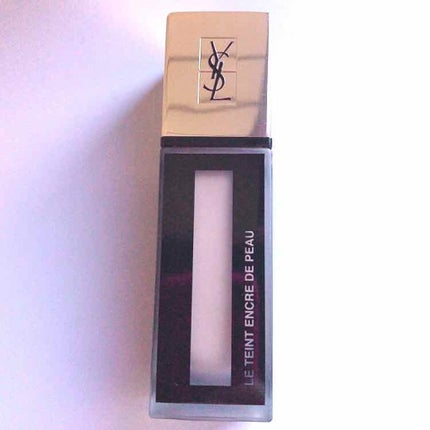 YSL
LE TEINT ENCRE DE PEAU